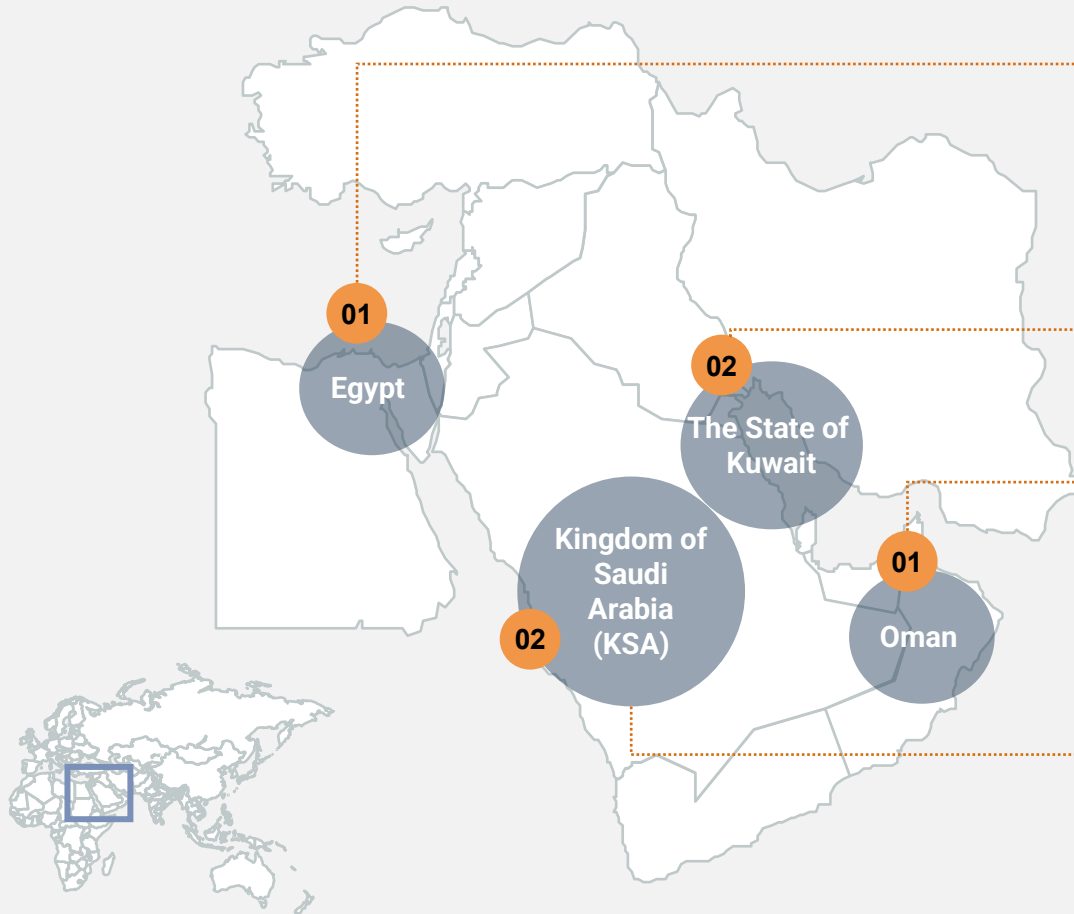 01
Egypt
02
The State of
Kuwait
Kingdom of
Saudi
Arabia
(KSA)
02
01
Oman